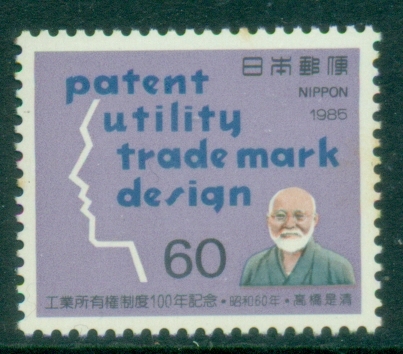 patent
日本郵便
NIPPON
1985
utility
trade mark
design
60
工業所有権制度100年記念・昭和60年・高橋是清